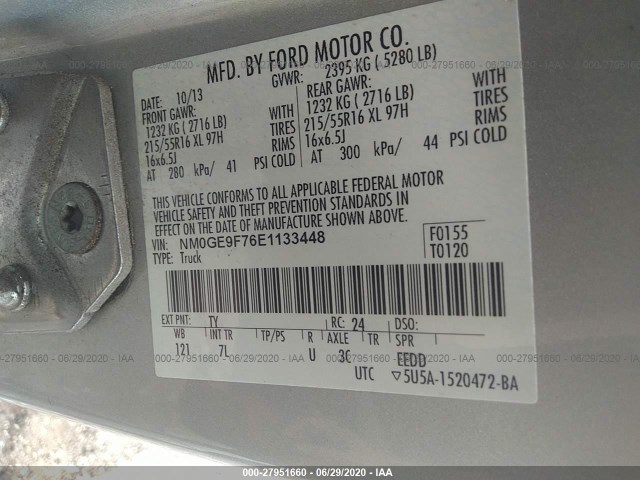 MFD. BY FORD MOTOR CO.
DATE: 10/13 GVWR: 2395 KG ( 5280 LB)
FRONT GAWR: REAR GAWR:
1232 KG ( 2716 LB) WITH 1232 KG ( 2716 LB) WITH
215/55R16 XL 97H TIRES 215/55R16 XL 97H TIRES
16x6.5J RIMS 16x6.5J RIMS
AT 280 kPa/ 41 PSI COLD AT 300 kPa/ 44 PSI COLD
THIS VEHICLE CONFORMS TO ALL APPLICABLE FEDERAL MOTOR
VEHICLE SAFETY AND THEFT PREVENTION STANDARDS IN
EFFECT ON THE DATE OF MANUFACTURE SHOWN ABOVE.
VIN: NM0GE9F76E1133448 F0155
TYPE: Truck T0120
EXT PNT: TY RC: 24 DSO:
WB INT TR TP/PS R AXLE TR SPR
121 7L U 3C EEDD
UTC ▽5U5A-1520472-BA
000-27951660 - 06/29/2020 - IAA